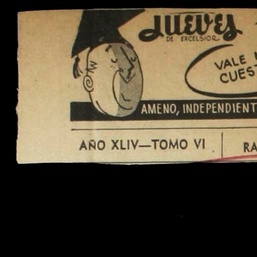 JUEVES
DE EXCELSIOR
VALE
CUES
AMENO, INDEPENDIENT
AÑO XLIV—TOMO VI
RA